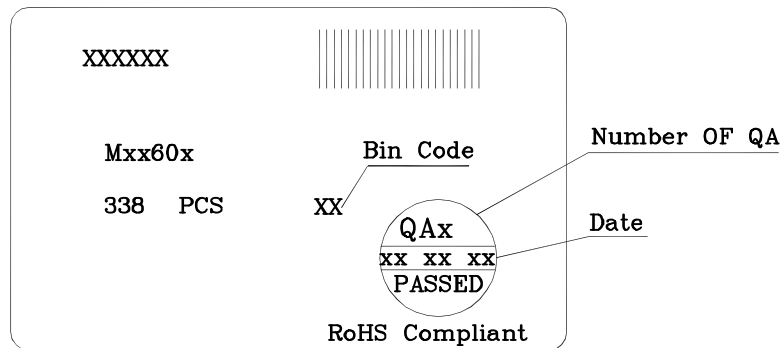 XXXXXX
Mxx60x
Bin Code
Number OF QA
338 PCS
XX
QAx
Date
xx xx xx
PASSED
RoHS Compliant